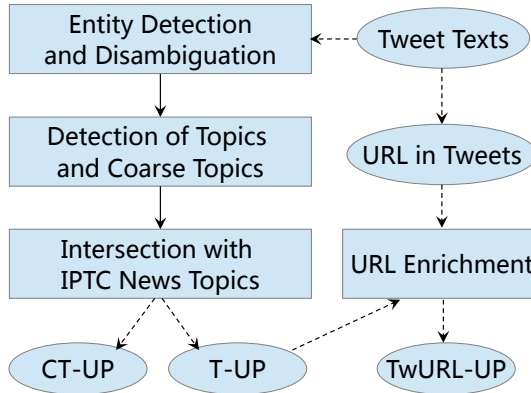 Entity Detection
and Disambiguation
Tweet Texts
Detection of Topics
and Coarse Topics
URL in Tweets
Intersection with
IPTC News Topics
URL Enrichment
CT-UP
T-UP
TwURL-UP